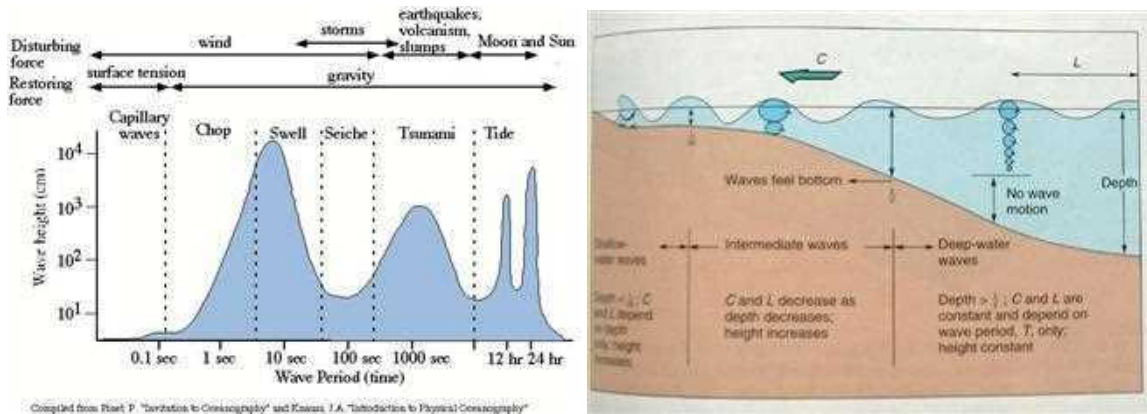 earthquakes,
storms volcanism,
Disturbing force wind slumps Moon and Sun
Restoring force surface tension gravity
Capillary waves Chop Swell Seiche Tsunami Tide
Wave height (cm)
10⁴
10³
10²
10¹
0.1 sec 1 sec 10 sec 100 sec 1000 sec 12 hr 24 hr
Wave Period (time)
Compiled from Pinet, P. "Invitation to Oceanography" and Knauss, J.A. "Introduction to Physical Oceanography"
C
L
Waves feel bottom
No wave
motion
Depth
Intermediate waves
Deep-water
waves
C and L decrease as
depth decreases;
height increases
Depth > ; C and L are
constant and depend on
wave period, T, only;
height constant